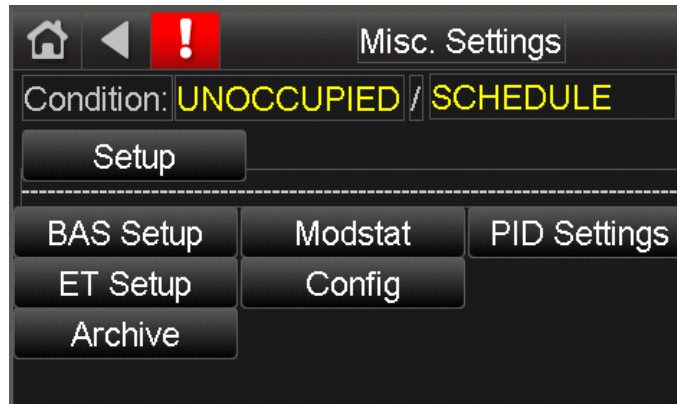 Misc. Settings
Condition: UNOCCUPIED / SCHEDULE
Setup
BAS Setup Modstat PID Settings
ET Setup Config
Archive